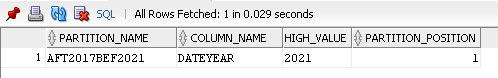 SQL | All Rows Fetched: 1 in 0.029 seconds
PARTITION_NAME COLUMN_NAME HIGH_VALUE PARTITION_POSITION
1 AFT2017BEF2021 DATEYEAR 2021 1